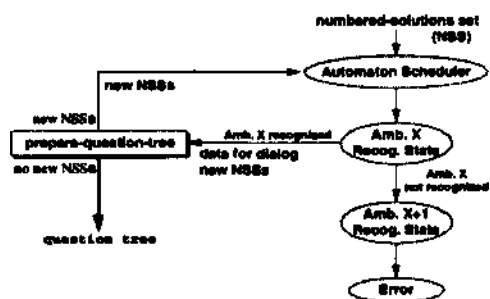 numbered-solutions set
(NSS)
Automaton Scheduler
new NSSs
new NSSs
prepare-question-tree
no new NSSs
question tree
Amb. X recognized
data for dialog
new NSSs
Amb. X
Recog. State
Amb. X
not recognized
Amb. X+1
Recog. State
Error